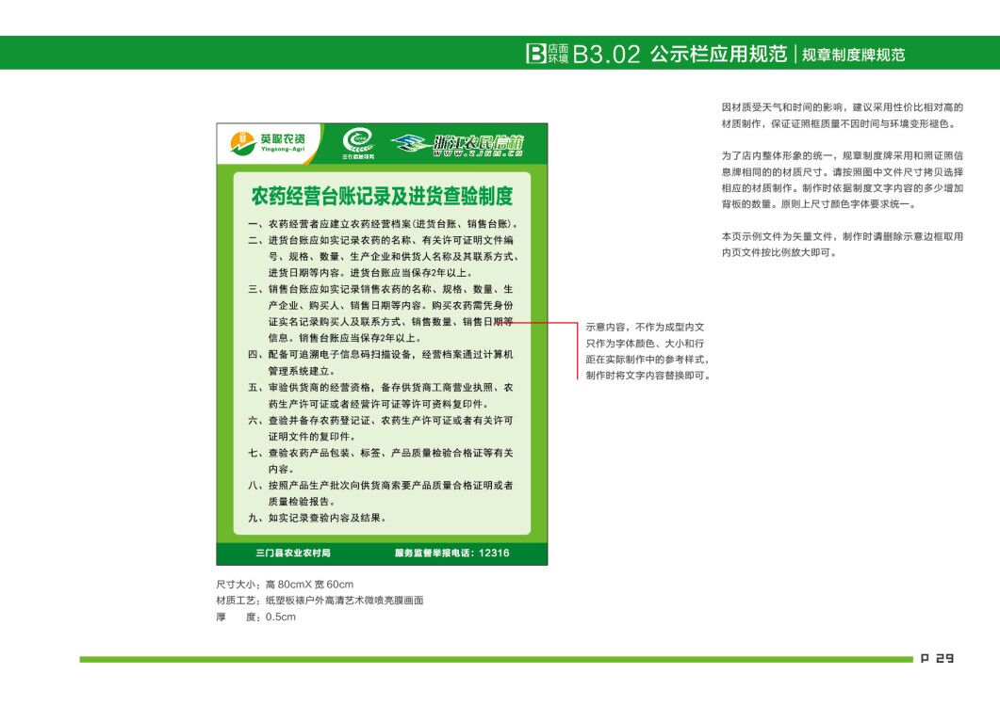 B 店面环境 B3.02 公示栏应用规范 | 规章制度牌规范
因材质受天气和时间的影响，建议采用性价比相对高的
材质制作，保证证照框质量不因时间与环境变形褪色。
为了店内整体形象的统一，规章制度牌采用和照证照信
息牌相同的的材质尺寸。请按照图中文件尺寸拷贝选择
相应的材质制作。制作时依据制度文字内容的多少增加
背板的数量。原则上尺寸颜色字体要求统一。
本页示例文件为矢量文件，制作时请删除示意边框取用
内页文件按比例放大即可。
英聪农资
Yingcong-Agri
浙江农民信箱
WWW.ZJNM.CN
农药经营台账记录及进货查验制度
一、农药经营者应建立农药经营档案(进货台账、销售台账)。
二、进货台账应如实记录农药的名称、有关许可证明文件编
号、规格、数量、生产企业和供货人名称及其联系方式、
进货日期等内容。进货台账应当保存2年以上。
三、销售台账应如实记录销售农药的名称、规格、数量、生
产企业、购买人、销售日期等内容。购买农药需凭身份
证实名记录购买人及联系方式、销售数量、销售日期等
信息。销售台账应当保存2年以上。
四、配备可追溯电子信息码扫描设备，经营档案通过计算机
管理系统建立。
五、审验供货商的经营资格，备存供货商工商营业执照、农
药生产许可证或者经营许可证等许可资料复印件。
六、查验并备存农药登记证、农药生产许可证或者有关许可
证明文件的复印件。
七、查验农药产品包装、标签、产品质量检验合格证等有关
内容。
八、按照产品生产批次向供货商索要产品质量合格证明或者
质量检验报告。
九、如实记录查验内容及结果。
三门县农业农村局 服务监督举报电话：12316
示意内容，不作为成型内文
只作为字体颜色、大小和行
距在实际制作中的参考样式，
制作时将文字内容替换即可。
尺寸大小：高 80cmX 宽 60cm
材质工艺：纸塑板裱户外高清艺术微喷亮膜画面
厚 度：0.5cm
P 29